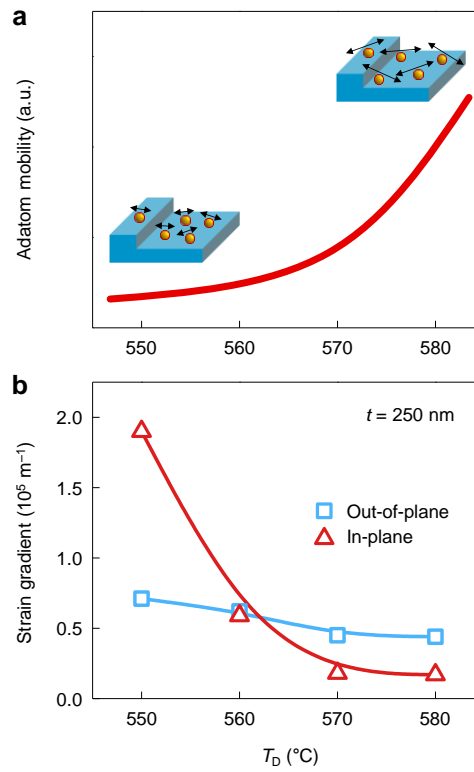 a
Adatom mobility (a.u.)
550 560 570 580
b
t = 250 nm
Out-of-plane
In-plane
Strain gradient (10⁵ m⁻¹)
2.0
1.5
1.0
0.5
0.0
550 560 570 580
T_D (°C)